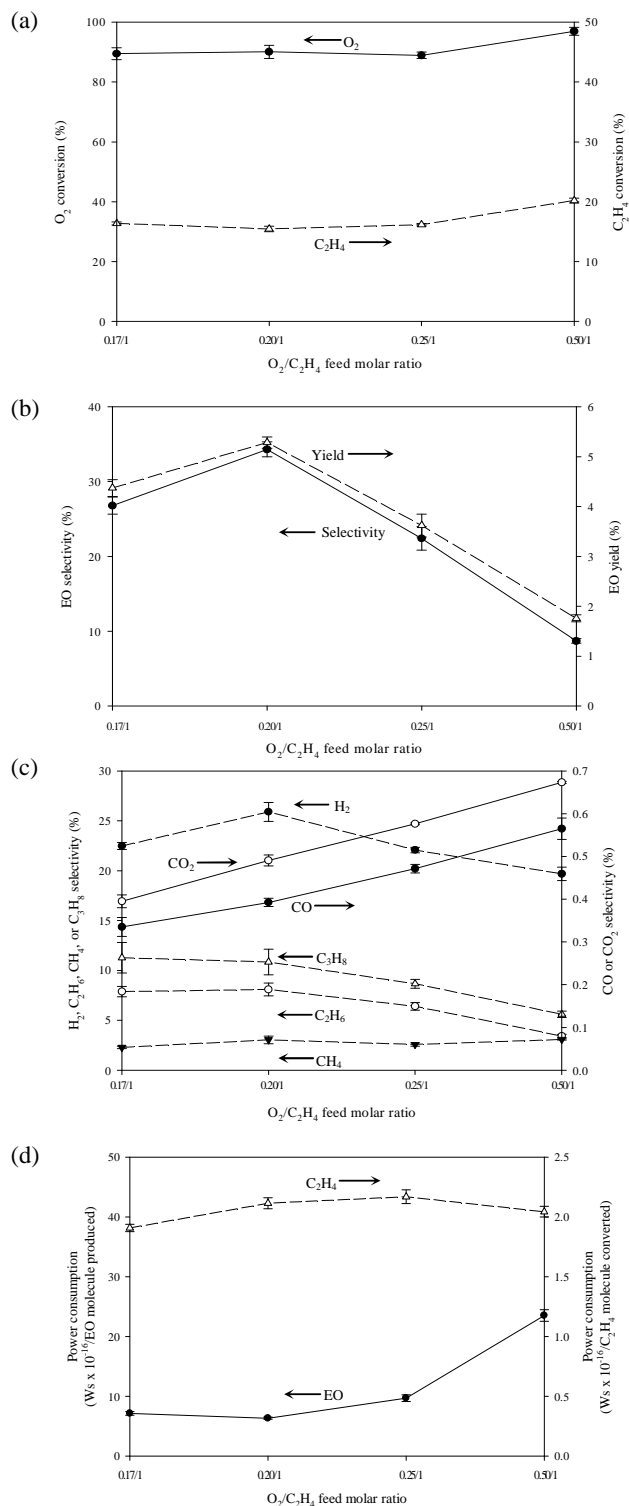 (a)
100
80
60
40
20
0
O₂ conversion (%)
50
40
30
20
10
0
C₂H₄ conversion (%)
O₂
C₂H₄
0.17/1 0.20/1 0.25/1 0.50/1
O₂/C₂H₄ feed molar ratio
(b)
40
30
20
10
0
EO selectivity (%)
6
5
4
3
2
1
0
EO yield (%)
Yield
Selectivity
0.17/1 0.20/1 0.25/1 0.50/1
O₂/C₂H₄ feed molar ratio
(c)
30
25
20
15
10
5
0
H₂, C₂H₆, CH₄, or C₃H₈ selectivity (%)
0.7
0.6
0.5
0.4
0.3
0.2
0.1
0.0
CO or CO₂ selectivity (%)
H₂
CO₂
CO
C₃H₈
C₂H₆
CH₄
0.17/1 0.20/1 0.25/1 0.50/1
O₂/C₂H₄ feed molar ratio
(d)
50
40
30
20
10
0
Power consumption
(Ws x 10⁻¹⁶/EO molecule produced)
2.5
2.0
1.5
1.0
0.5
0.0
Power consumption
(Ws x 10⁻¹⁶/C₂H₄ molecule converted)
C₂H₄
EO
0.17/1 0.20/1 0.25/1 0.50/1
O₂/C₂H₄ feed molar ratio